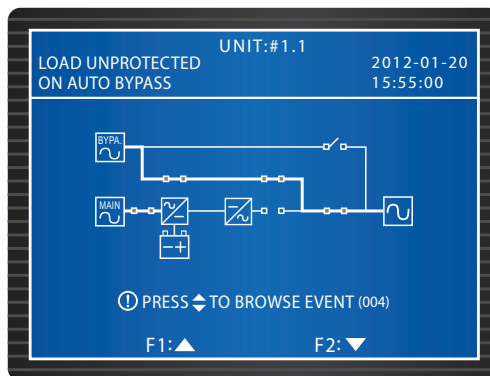 UNIT:#1.1
LOAD UNPROTECTED
ON AUTO BYPASS
2012-01-20
15:55:00
BYPA.
MAIN
PRESS TO BROWSE EVENT (004)
F1:
F2: